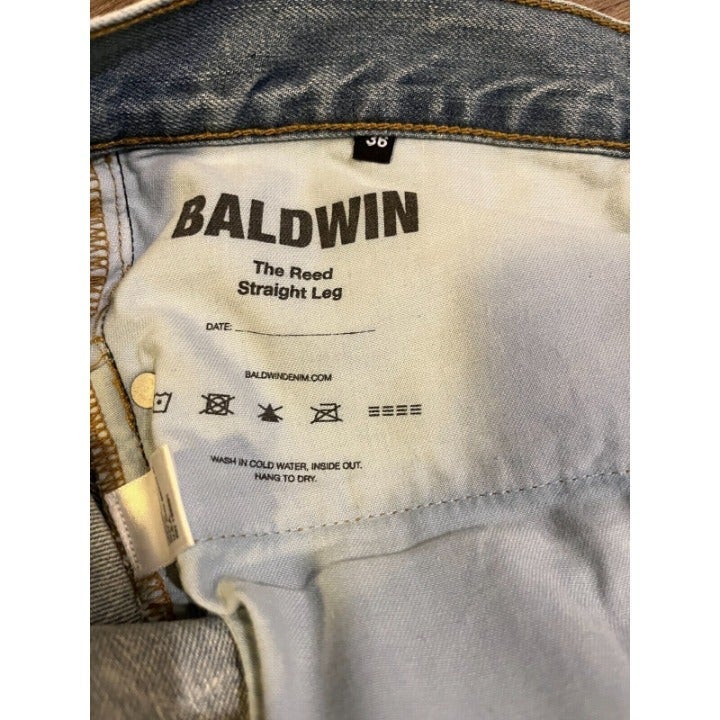 36
BALDWIN
The Reed
Straight Leg
DATE:
BALDWINDENIM.COM
WASH IN COLD WATER, INSIDE OUT.
HANG TO DRY.